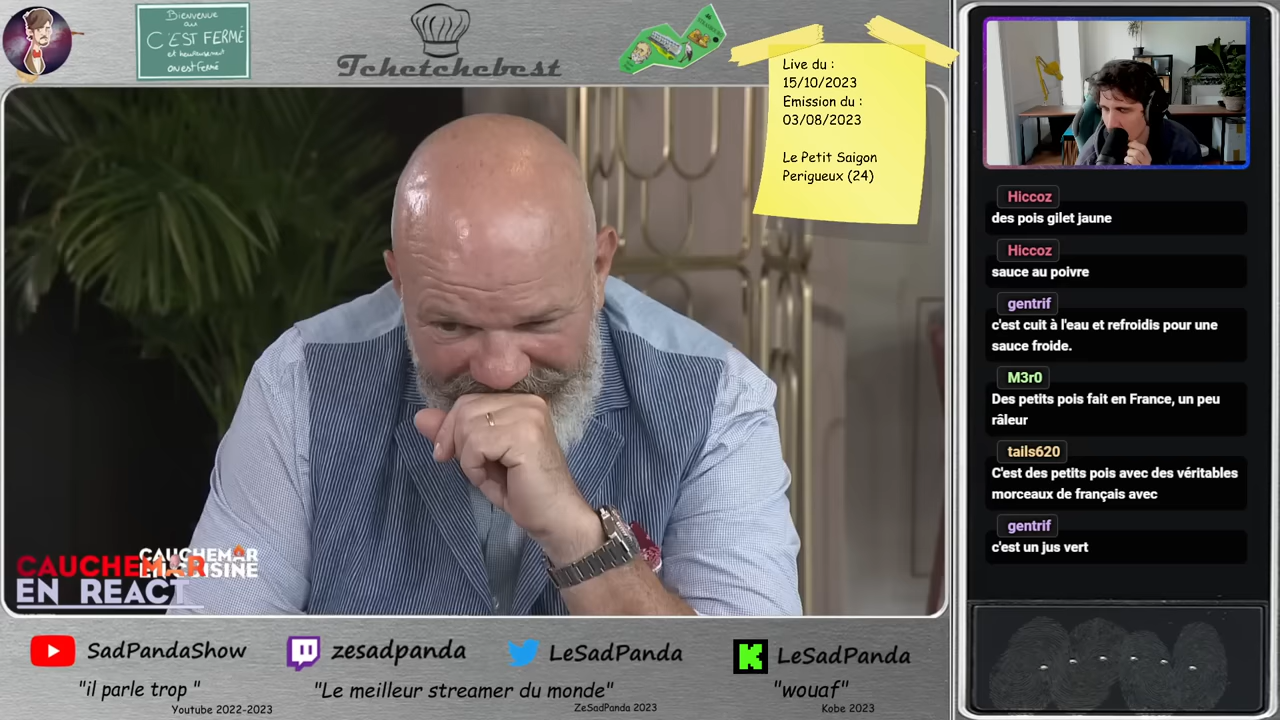 Bienvenue
au
C'EST FERMÉ
et heureusement
on est fermé
Tchetchebest
Live du :
15/10/2023
Emission du :
03/08/2023
Le Petit Saigon
Perigueux (24)
Hiccoz
des pois gilet jaune
Hiccoz
sauce au poivre
gentrif
c'est cuit à l'eau et refroidis pour une
sauce froide.
M3r0
Des petits pois fait en France, un peu
râleur
tails620
C'est des petits pois avec des véritables
morceaux de français avec
gentrif
c'est un jus vert
CAUCHEMAR
EN CUISINE
CAUCHEMAR
EN REACT
SadPandaShow
zesadpanda
LeSadPanda
LeSadPanda
"il parle trop "
Youtube 2022-2023
"Le meilleur streamer du monde"
ZeSadPanda 2023
"wouaf"
Kobe 2023